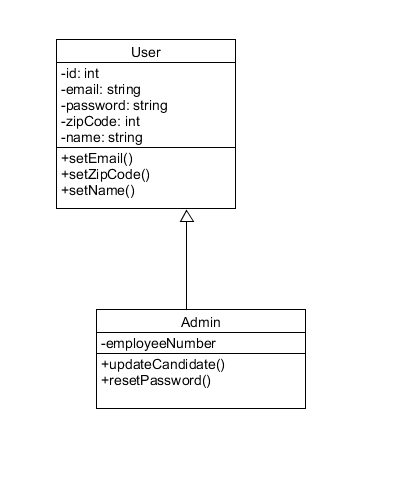 User
-id: int
-email: string
-password: string
-zipCode: int
-name: string
+setEmail()
+setZipCode()
+setName()
Admin
-employeeNumber
+updateCandidate()
+resetPassword()